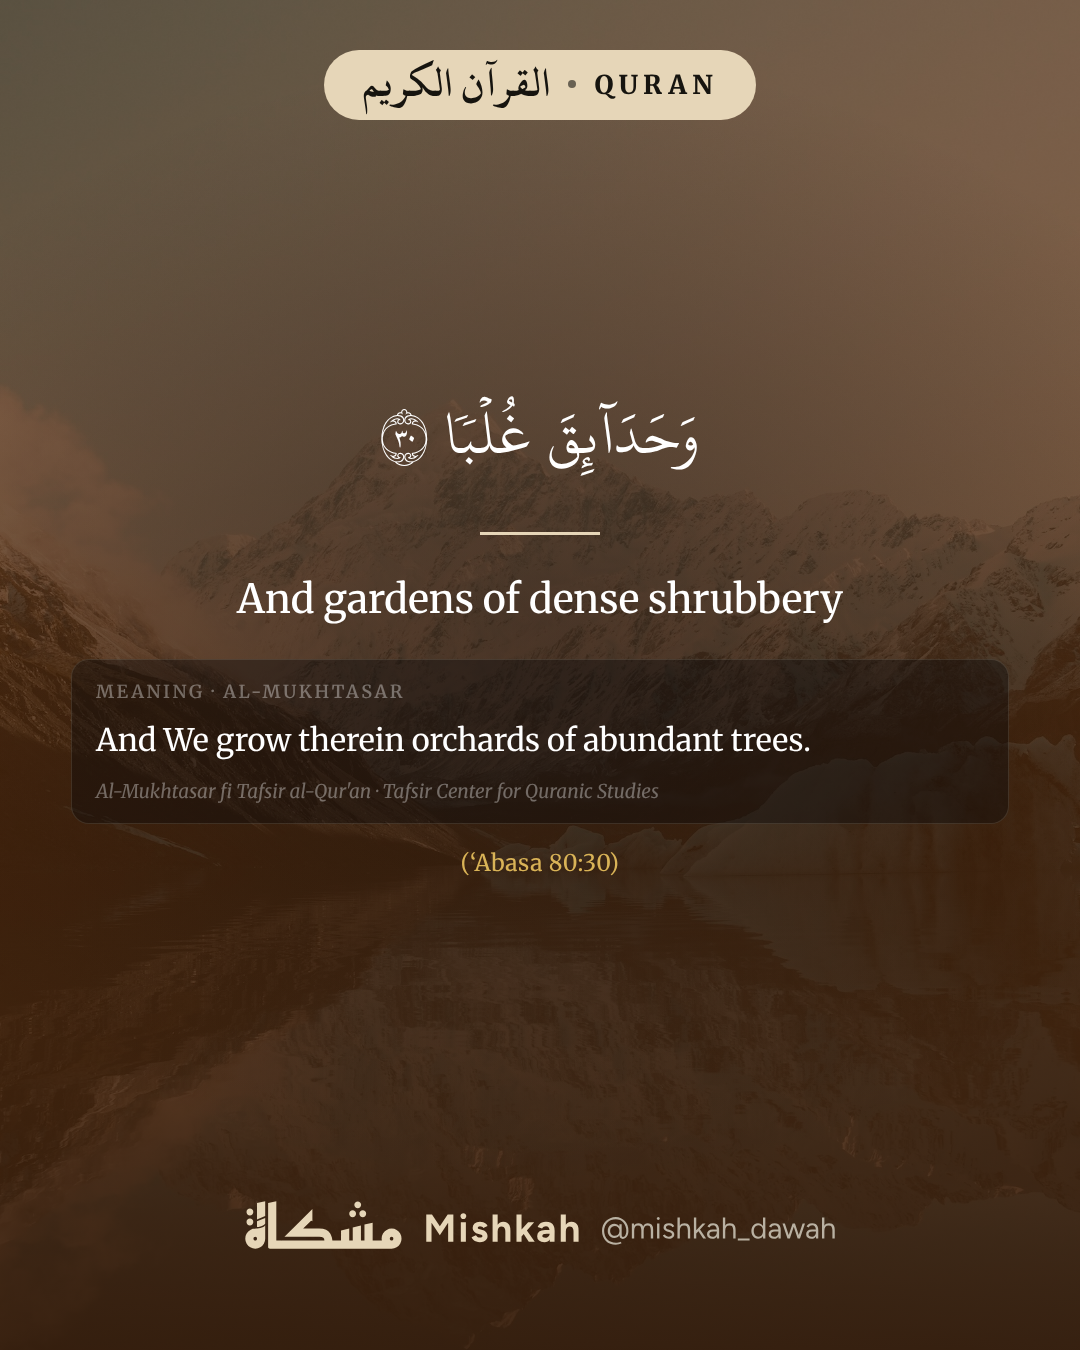 القرآن الكريم • QURAN
وَحَدَآئِقَ غُلۡبٗا ٣٠
And gardens of dense shrubbery
MEANING · AL-MUKHTASAR
And We grow therein orchards of abundant trees.
Al-Mukhtasar fi Tafsir al-Qur'an · Tafsir Center for Quranic Studies
(‘Abasa 80:30)
مشكاة Mishkah @mishkah_dawah